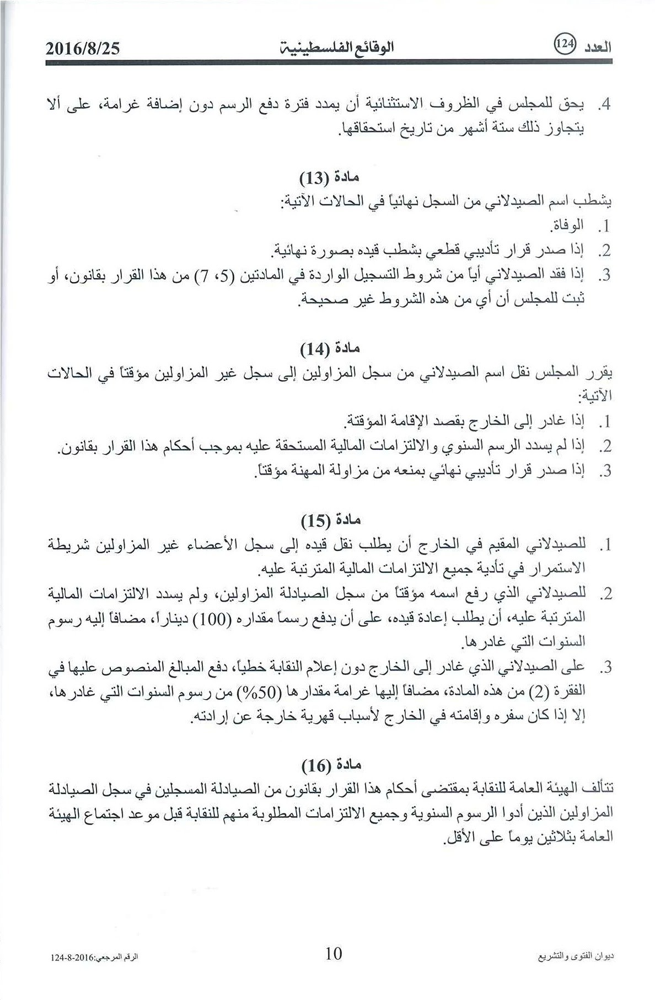 العدد 124 الوقائع الفلسطينية 2016/8/25
4. يحق للمجلس في الظروف الاستثنائية أن يمدد فترة دفع الرسم دون إضافة غرامة، على ألا
يتجاوز ذلك ستة أشهر من تاريخ استحقاقها.
مادة (13)
يشطب اسم الصيدلاني من السجل نهائياً في الحالات الآتية:
1. الوفاة.
2. إذا صدر قرار تأديبي قطعي بشطب قيده بصورة نهائية.
3. إذا فقد الصيدلاني أياً من شروط التسجيل الواردة في المادتين (5، 7) من هذا القرار بقانون، أو
ثبت للمجلس أن أي من هذه الشروط غير صحيحة.
مادة (14)
يقرر المجلس نقل اسم الصيدلاني من سجل المزاولين إلى سجل غير المزاولين مؤقتاً في الحالات
الآتية:
1. إذا غادر إلى الخارج بقصد الإقامة المؤقتة.
2. إذا لم يسدد الرسم السنوي والالتزامات المالية المستحقة عليه بموجب أحكام هذا القرار بقانون.
3. إذا صدر قرار تأديبي نهائي بمنعه من مزاولة المهنة مؤقتاً.
مادة (15)
1. للصيدلاني المقيم في الخارج أن يطلب نقل قيده إلى سجل الأعضاء غير المزاولين شريطة
الاستمرار في تأدية جميع الالتزامات المالية المترتبة عليه.
2. للصيدلاني الذي رفع اسمه مؤقتاً من سجل الصيادلة المزاولين، ولم يسدد الالتزامات المالية
المترتبة عليه، أن يطلب إعادة قيده، على أن يدفع رسماً مقداره (100) ديناراً، مضافاً إليه رسوم
السنوات التي غادرها.
3. على الصيدلاني الذي غادر إلى الخارج دون إعلام النقابة خطياً، دفع المبالغ المنصوص عليها في
الفقرة (2) من هذه المادة، مضافاً إليها غرامة مقدارها (50%) من رسوم السنوات التي غادرها،
إلا إذا كان سفره وإقامته في الخارج لأسباب قهرية خارجة عن إرادته.
مادة (16)
تتألف الهيئة العامة للنقابة بمقتضى أحكام هذا القرار بقانون من الصيادلة المسجلين في سجل الصيادلة
المزاولين الذين أدوا الرسوم السنوية وجميع الالتزامات المطلوبة منهم للنقابة قبل موعد اجتماع الهيئة
العامة بثلاثين يوماً على الأقل.
ديوان الفتوى والتشريع 10 الرقم المرجعي:2016-8-124